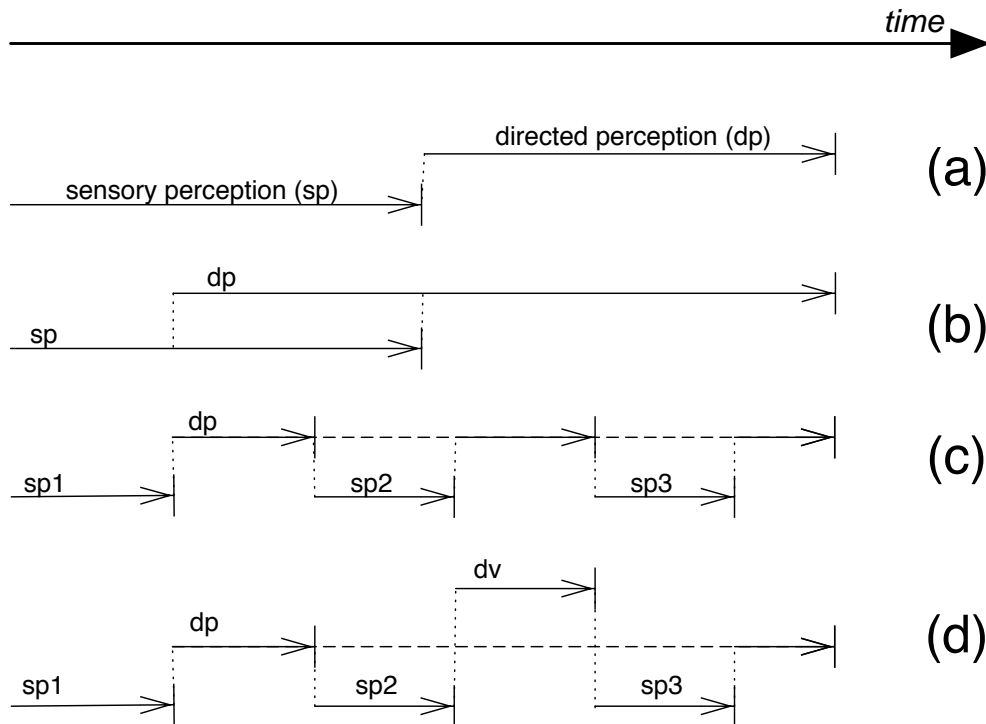 time
directed perception (dp)
sensory perception (sp)
(a)
dp
sp
(b)
dp
sp1
sp2
sp3
(c)
dv
dp
sp1
sp2
sp3
(d)